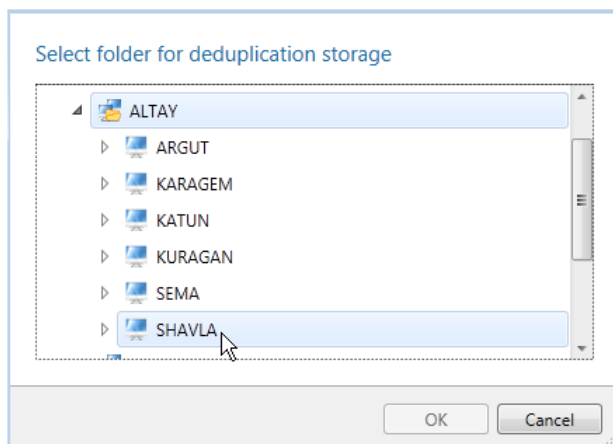 Select folder for deduplication storage
ALTAY
ARGUT
KARAGEM
KATUN
KURAGAN
SEMA
SHAVLA
OK Cancel